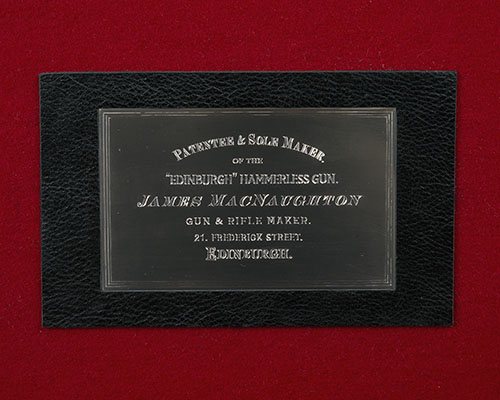 PATENTEE & SOLE MAKER.
OF THE
"EDINBURGH" HAMMERLESS GUN.
JAMES MACNAUGHTON
GUN & RIFLE MAKER.
21. FREDERICK STREET.
EDINBURGH.